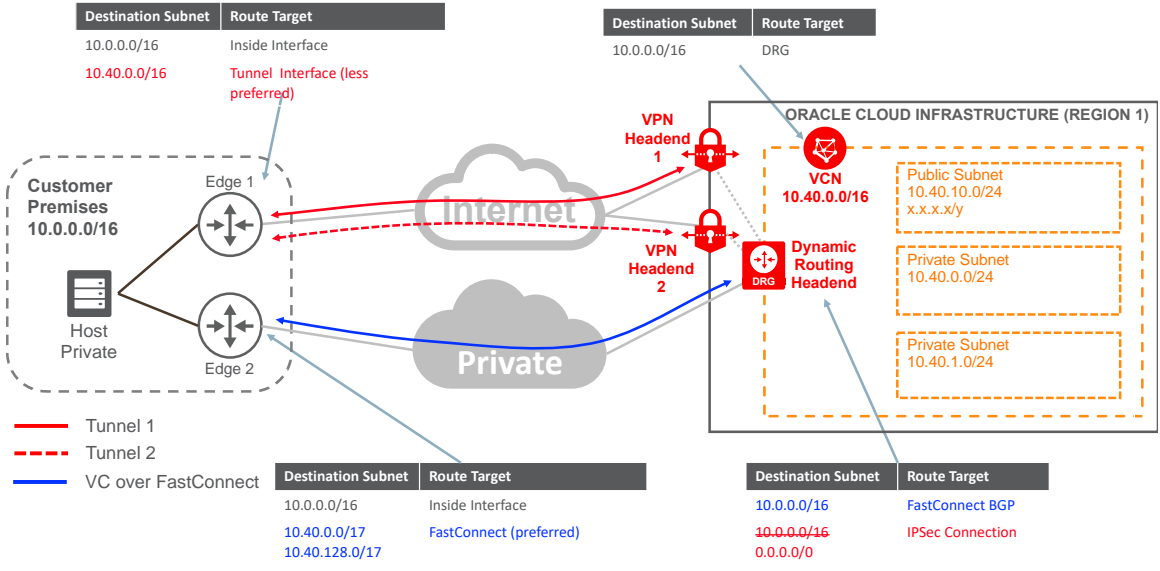 Destination Subnet Route Target
10.0.0.0/16 Inside Interface
10.40.0.0/16 Tunnel Interface (less
preferred)
Destination Subnet Route Target
10.0.0.0/16 DRG
ORACLE CLOUD INFRASTRUCTURE (REGION 1)
VPN
Headend
1
VCN
10.40.0.0/16
Public Subnet
10.40.10.0/24
x.x.x.x/y
Customer
Premises
10.0.0.0/16
Edge 1
Internet
VPN
Headend
2
Dynamic
Routing
Headend
DRG
Private Subnet
10.40.0.0/24
Host
Private
Edge 2
Private
Private Subnet
10.40.1.0/24
Tunnel 1
Tunnel 2
VC over FastConnect
Destination Subnet Route Target
10.0.0.0/16 Inside Interface
10.40.0.0/17 FastConnect (preferred)
10.40.128.0/17
Destination Subnet Route Target
10.0.0.0/16 FastConnect BGP
10.0.0.0/16 IPSec Connection
0.0.0.0/0